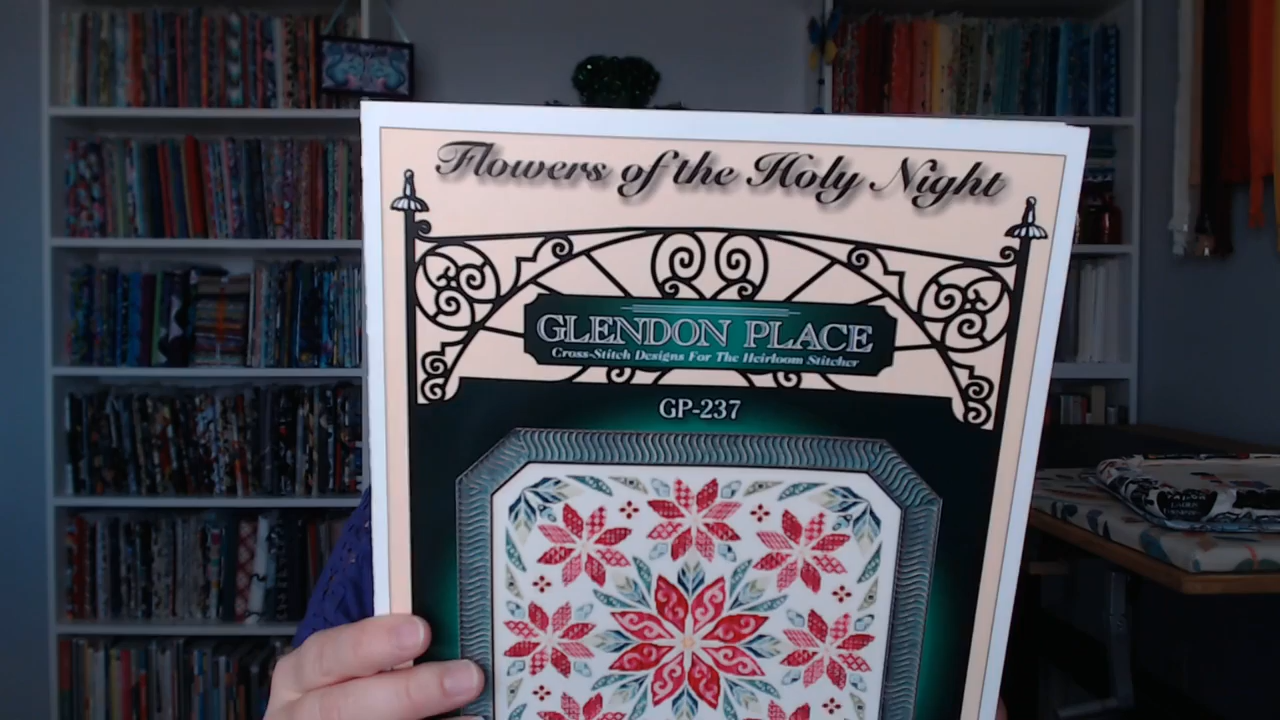 Flowers of the Holy Night
GLENDON PLACE
Cross-Stitch Designs For The Heirloom Stitcher
GP-237